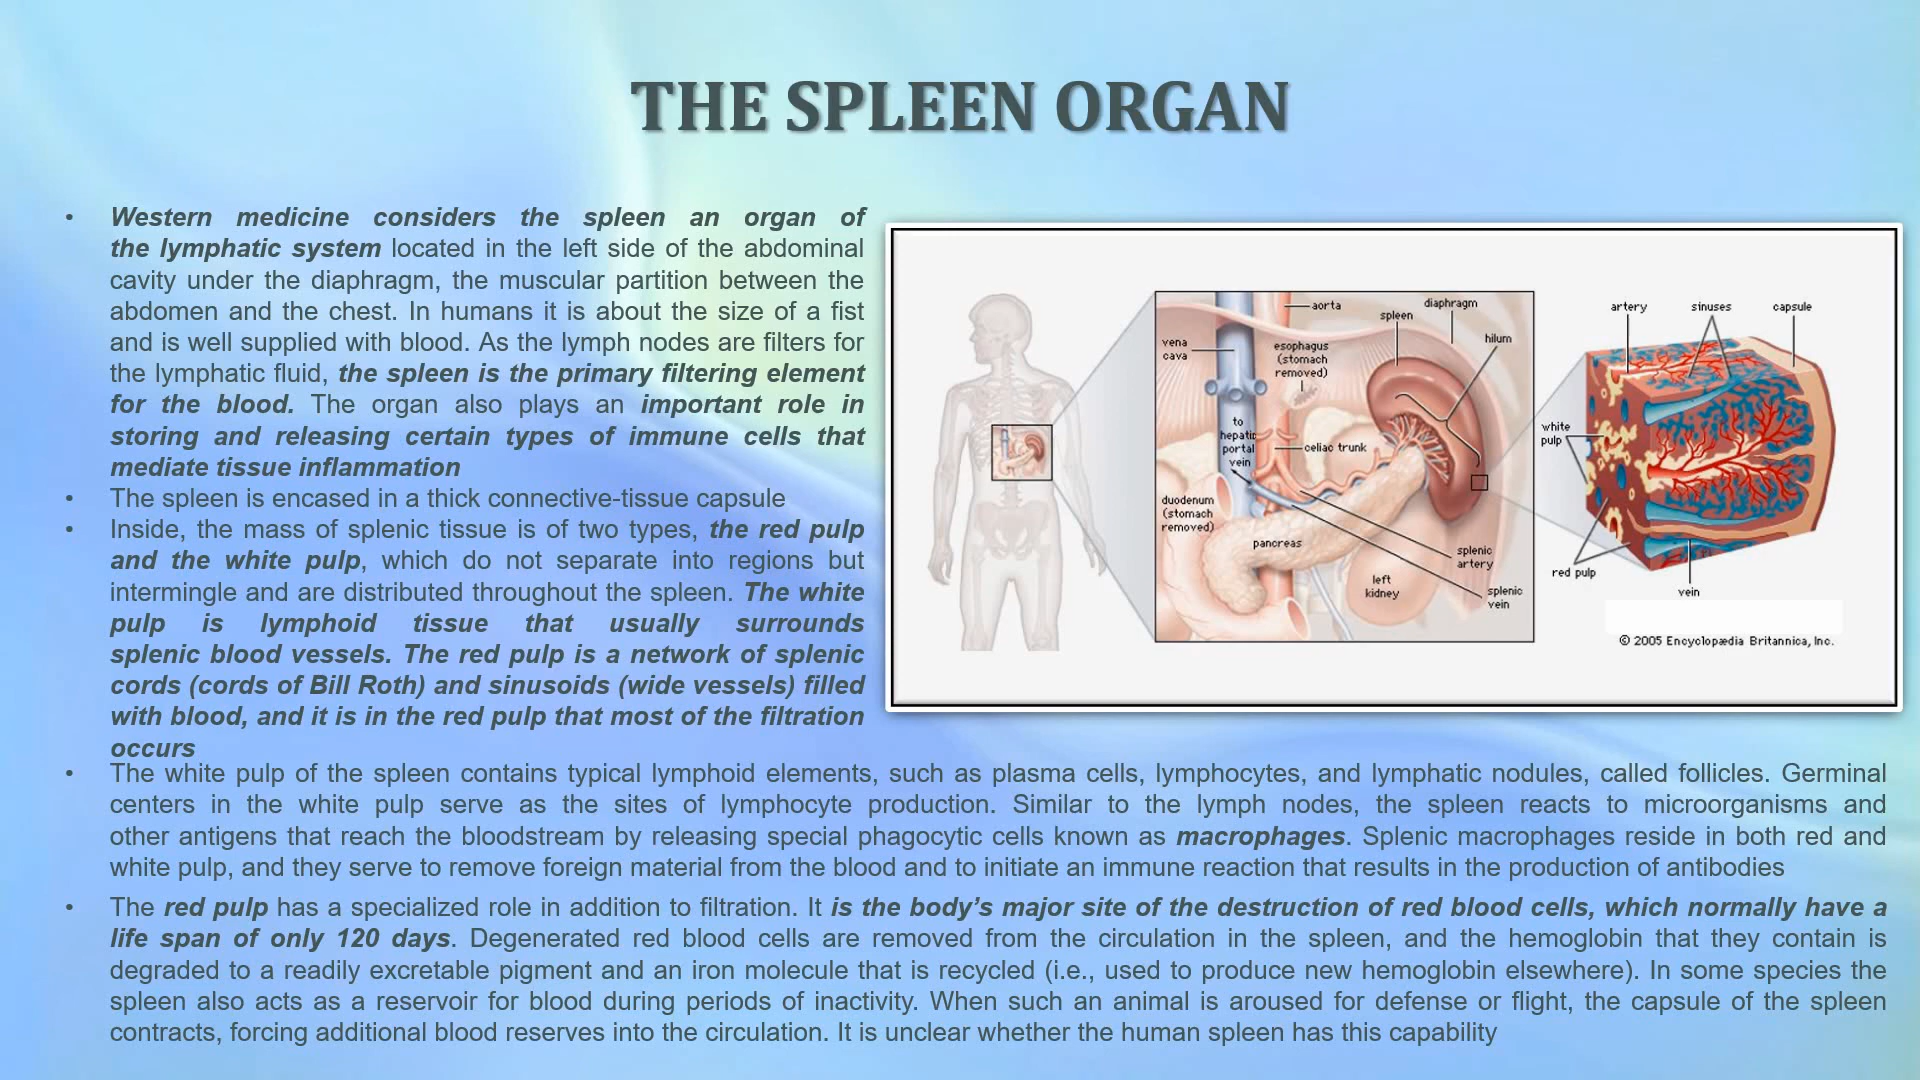 THE SPLEEN ORGAN
• Western medicine considers the spleen an organ of
the lymphatic system located in the left side of the abdominal
cavity under the diaphragm, the muscular partition between the
abdomen and the chest. In humans it is about the size of a fist
and is well supplied with blood. As the lymph nodes are filters for
the lymphatic fluid, the spleen is the primary filtering element
for the blood. The organ also plays an important role in
storing and releasing certain types of immune cells that
mediate tissue inflammation
• The spleen is encased in a thick connective-tissue capsule
• Inside, the mass of splenic tissue is of two types, the red pulp
and the white pulp, which do not separate into regions but
intermingle and are distributed throughout the spleen. The white
pulp is lymphoid tissue that usually surrounds
splenic blood vessels. The red pulp is a network of splenic
cords (cords of Bill Roth) and sinusoids (wide vessels) filled
with blood, and it is in the red pulp that most of the filtration
occurs
aorta
diaphragm
spleen
hilum
vena
cava
esophagus
(stomach
removed)
to
hepatic
portal
vein
celiac trunk
duodenum
(stomach
removed)
pancreas
splenic
artery
left
kidney
splenic
vein
artery
sinuses
capsule
white
pulp
red pulp
vein
© 2005 Encyclopædia Britannica, Inc.
• The white pulp of the spleen contains typical lymphoid elements, such as plasma cells, lymphocytes, and lymphatic nodules, called follicles. Germinal
centers in the white pulp serve as the sites of lymphocyte production. Similar to the lymph nodes, the spleen reacts to microorganisms and
other antigens that reach the bloodstream by releasing special phagocytic cells known as macrophages. Splenic macrophages reside in both red and
white pulp, and they serve to remove foreign material from the blood and to initiate an immune reaction that results in the production of antibodies
• The red pulp has a specialized role in addition to filtration. It is the body’s major site of the destruction of red blood cells, which normally have a
life span of only 120 days. Degenerated red blood cells are removed from the circulation in the spleen, and the hemoglobin that they contain is
degraded to a readily excretable pigment and an iron molecule that is recycled (i.e., used to produce new hemoglobin elsewhere). In some species the
spleen also acts as a reservoir for blood during periods of inactivity. When such an animal is aroused for defense or flight, the capsule of the spleen
contracts, forcing additional blood reserves into the circulation. It is unclear whether the human spleen has this capability